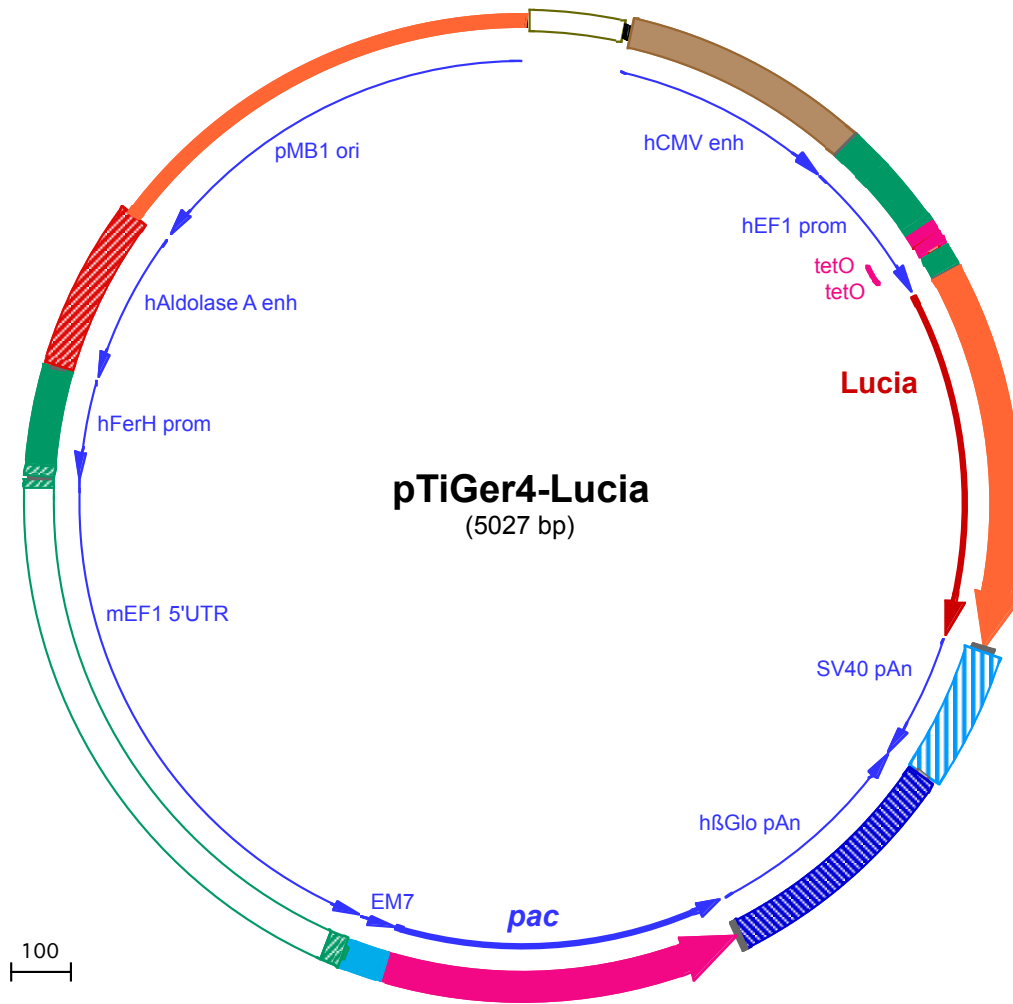 pMB1 ori
hCMV enh
hEF1 prom
tetO
tetO
hAldolase A enh
Lucia
hFerH prom
pTiGer4-Lucia
(5027 bp)
mEF1 5'UTR
SV40 pAn
hßGlo pAn
EM7
pac
100